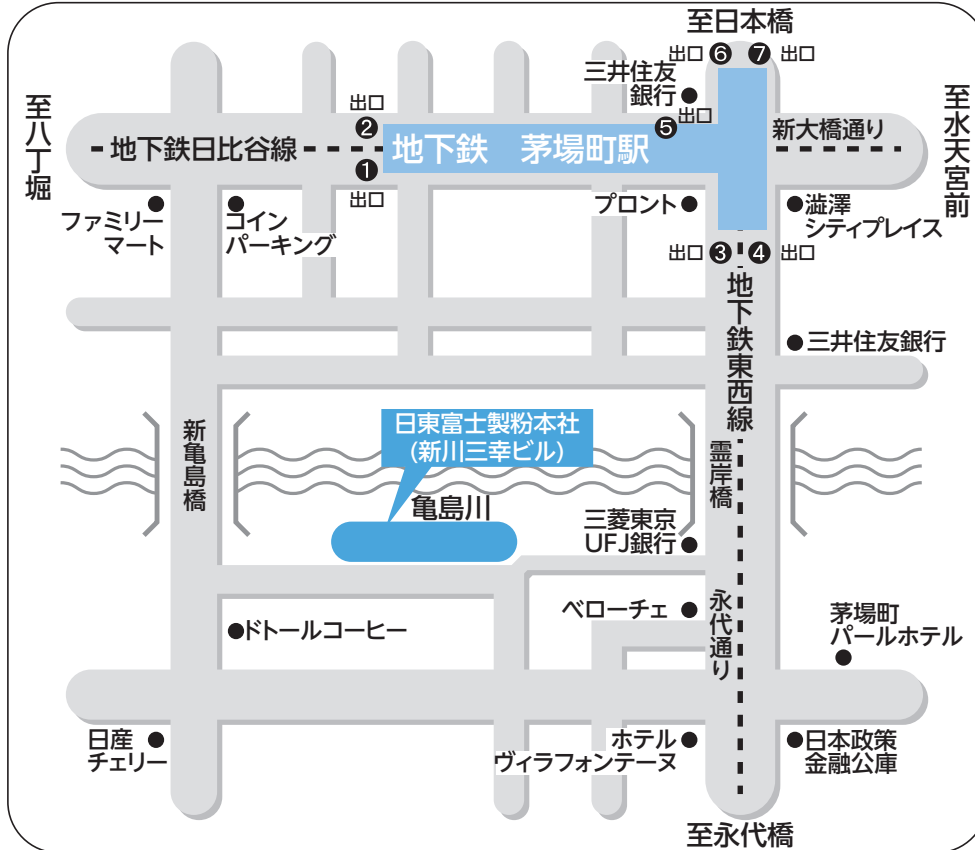 至日本橋
出口 ❻ ❼ 出口
三井住友
銀行
出口
❺
至八丁堀
出口
❷
地下鉄日比谷線
地下鉄 茅場町駅
新大橋通り
至水天宮前
❶
出口
ファミリー
マート
コイン
パーキング
プロント
澁澤
シティプレイス
出口 ❸ ❹ 出口
地下鉄東西線
三井住友銀行
日東富士製粉本社
(新川三幸ビル)
新亀島橋
霊岸橋
亀島川
三菱東京
UFJ銀行
ベローチェ
永代通り
茅場町
パールホテル
ドトールコーヒー
日産
チェリー
ホテル
ヴィラフォンテーヌ
日本政策
金融公庫
至永代橋